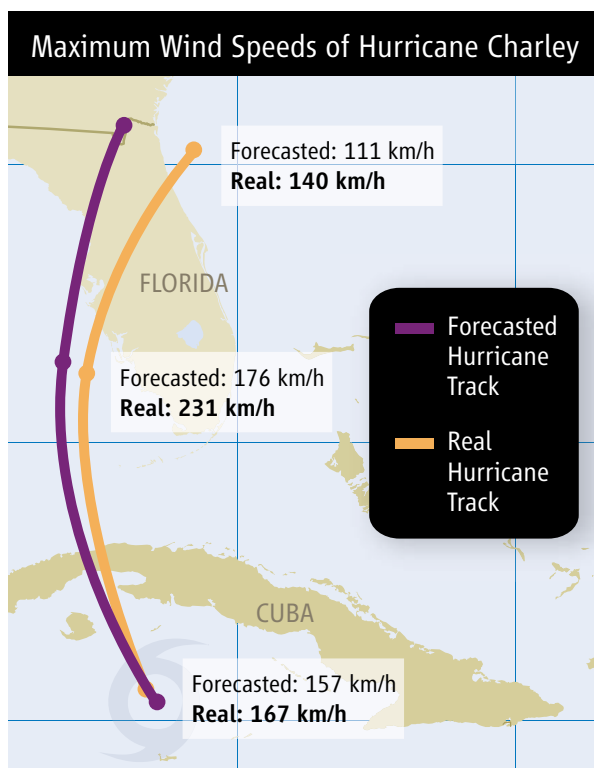 Maximum Wind Speeds of Hurricane Charley
Forecasted: 111 km/h
Real: 140 km/h
FLORIDA
Forecasted: 176 km/h
Real: 231 km/h
Forecasted
Hurricane
Track
Real
Hurricane
Track
CUBA
Forecasted: 157 km/h
Real: 167 km/h